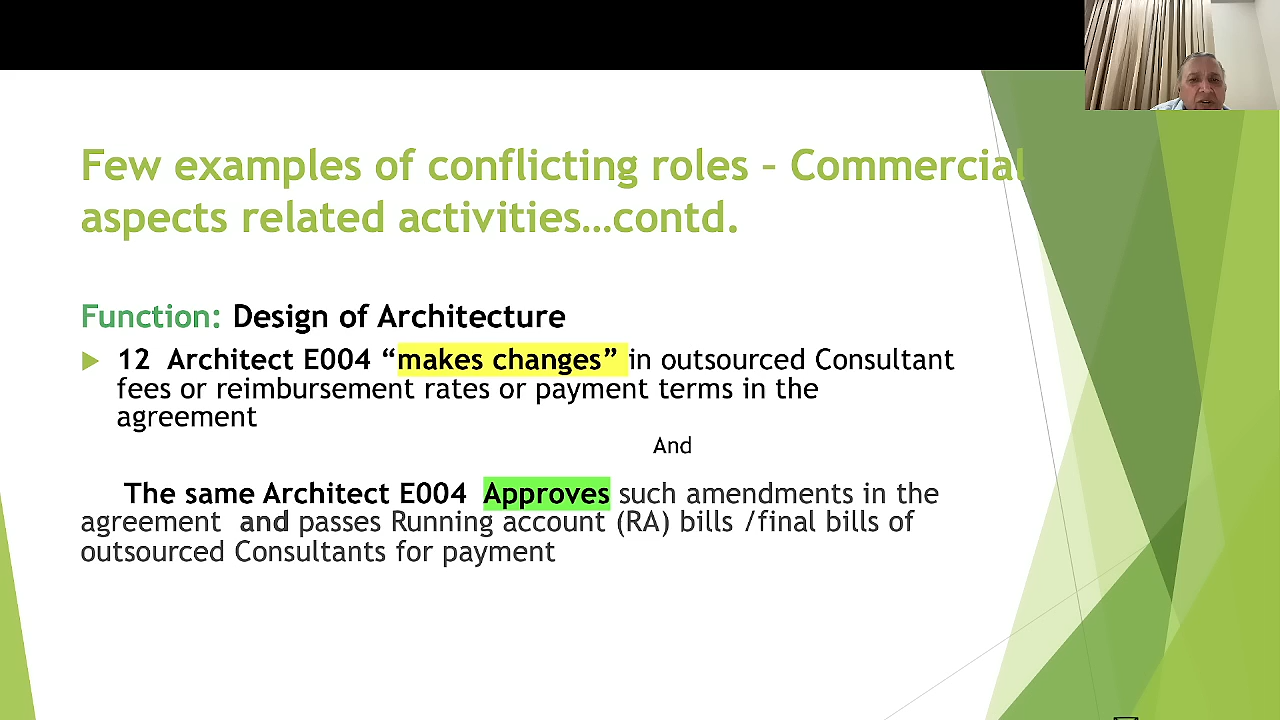 Few examples of conflicting roles – Commercial
aspects related activities…contd.
Function: Design of Architecture
12 Architect E004 “makes changes” in outsourced Consultant
fees or reimbursement rates or payment terms in the
agreement
And
The same Architect E004 Approves such amendments in the
agreement and passes Running account (RA) bills /final bills of
outsourced Consultants for payment